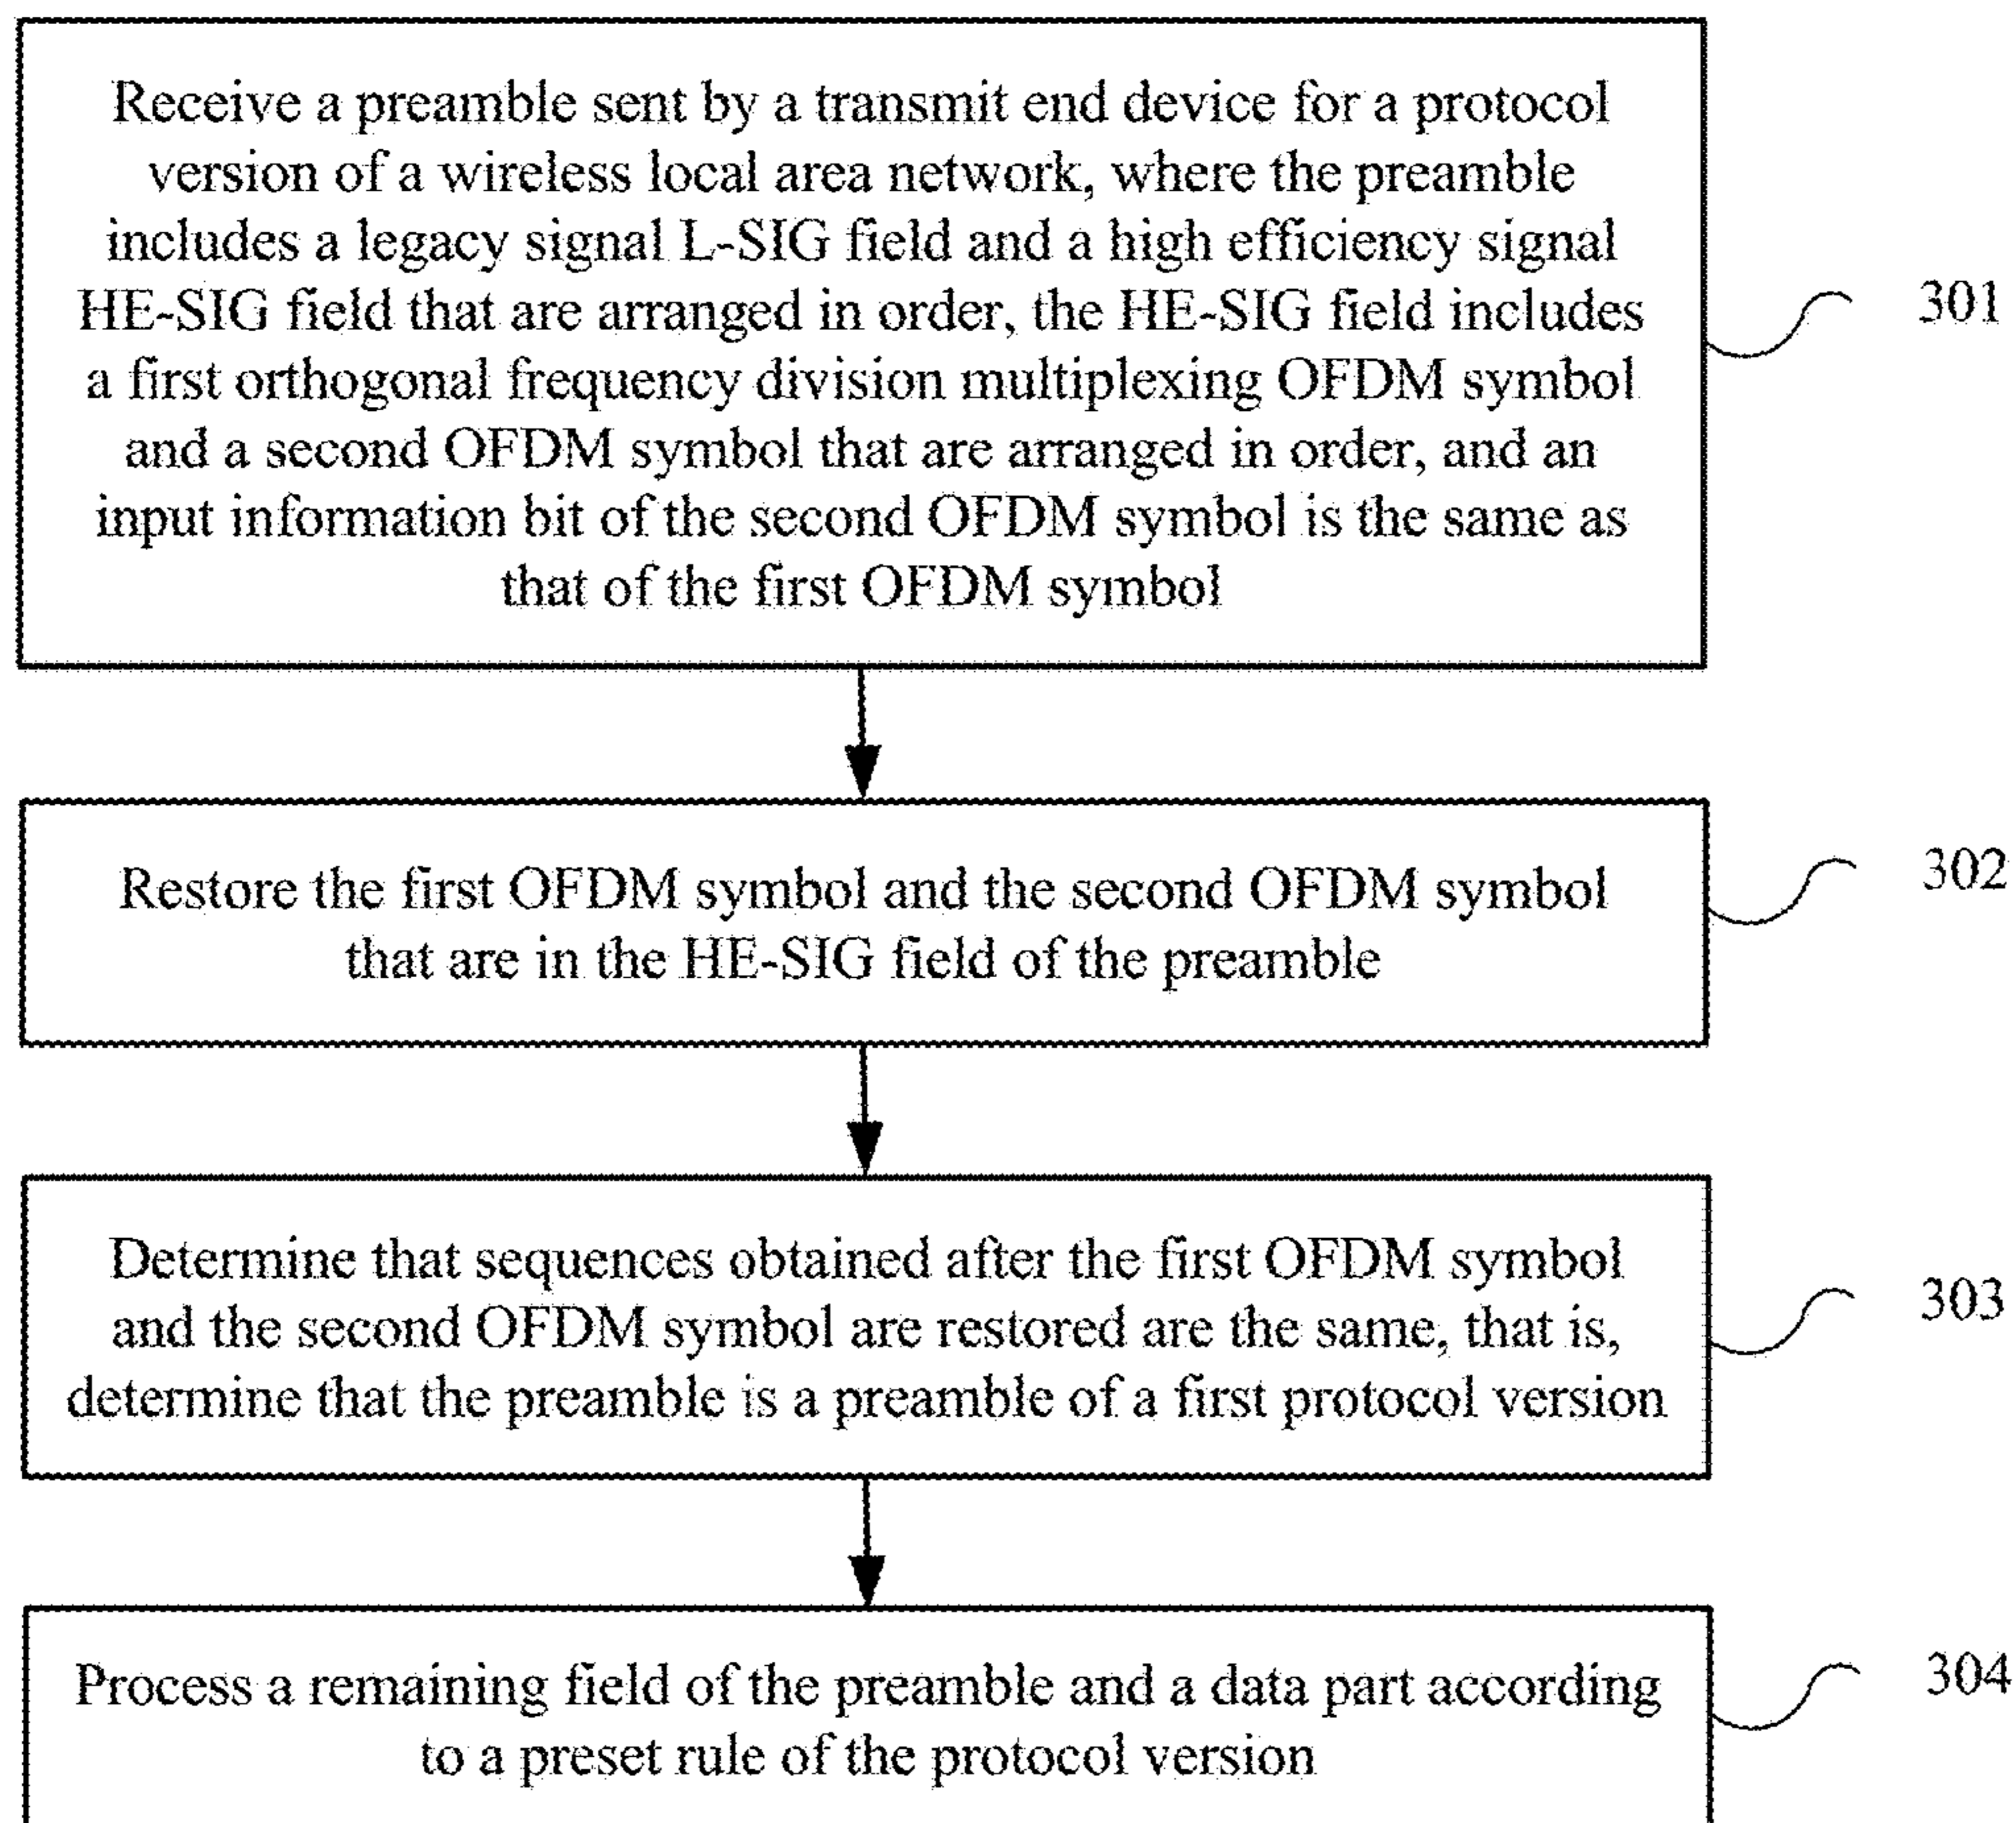 Receive a preamble sent by a transmit end device for a protocol
version of a wireless local area network, where the preamble
includes a legacy signal L-SIG field and a high efficiency signal
HE-SIG field that are arranged in order, the HE-SIG field includes
a first orthogonal frequency division multiplexing OFDM symbol
and a second OFDM symbol that are arranged in order, and an
input information bit of the second OFDM symbol is the same as
that of the first OFDM symbol
301
Restore the first OFDM symbol and the second OFDM symbol
that are in the HE-SIG field of the preamble
302
Determine that sequences obtained after the first OFDM symbol
and the second OFDM symbol are restored are the same, that is,
determine that the preamble is a preamble of a first protocol version
303
Process a remaining field of the preamble and a data part according
to a preset rule of the protocol version
304